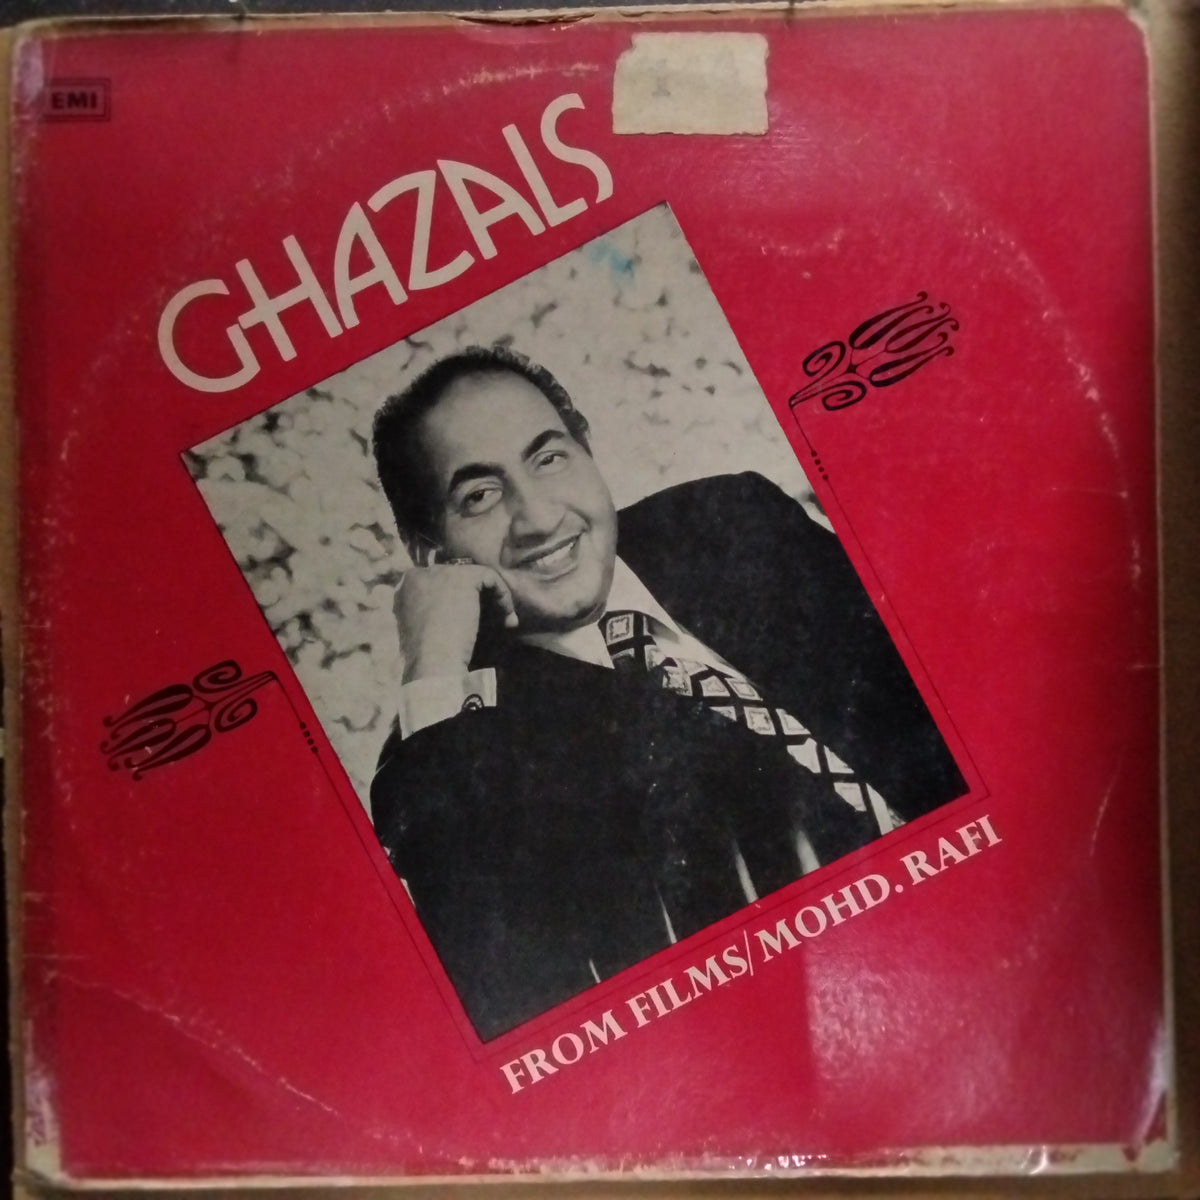 EMI
GHAZALS
FROM FILMS/MOHD. RAFI